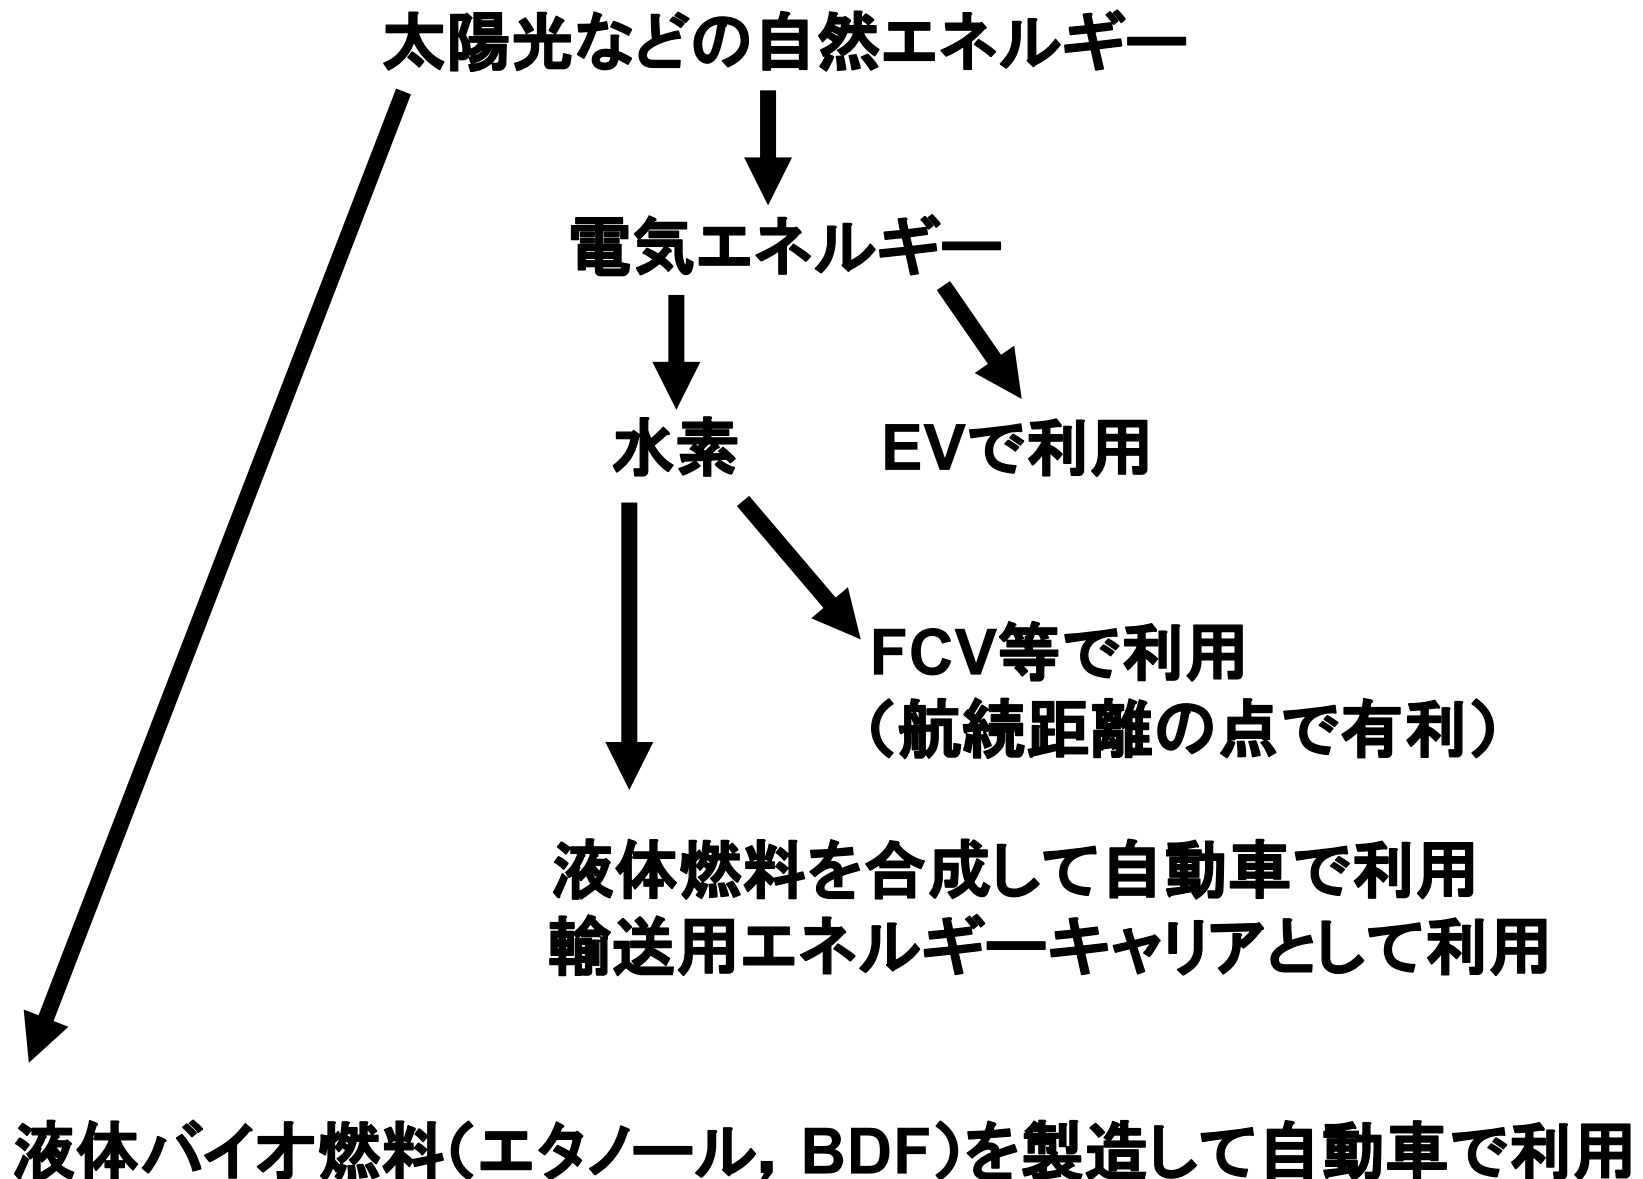 太陽光などの自然エネルギー
電気エネルギー
水素
EVで利用
FCV等で利用
（航続距離の点で有利）
液体燃料を合成して自動車で利用
輸送用エネルギーキャリアとして利用
液体バイオ燃料（エタノール，BDF）を製造して自動車で利用